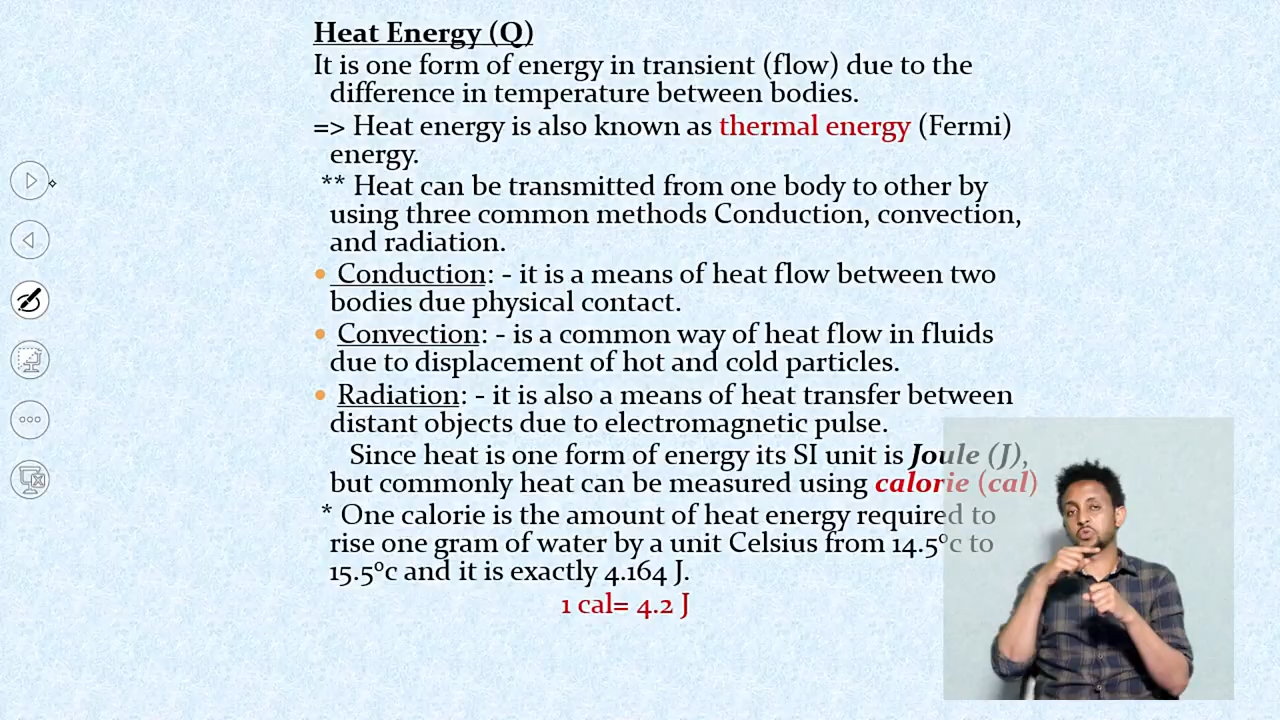 Heat Energy (Q)
It is one form of energy in transient (flow) due to the
difference in temperature between bodies.
=> Heat energy is also known as thermal energy (Fermi)
energy.
** Heat can be transmitted from one body to other by
using three common methods Conduction, convection,
and radiation.
• Conduction: - it is a means of heat flow between two
bodies due physical contact.
• Convection: - is a common way of heat flow in fluids
due to displacement of hot and cold particles.
• Radiation: - it is also a means of heat transfer between
distant objects due to electromagnetic pulse.
Since heat is one form of energy its SI unit is Joule (J),
but commonly heat can be measured using calorie (cal)
* One calorie is the amount of heat energy required to
rise one gram of water by a unit Celsius from 14.5ºc to
15.5ºc and it is exactly 4.164 J.
1 cal= 4.2 J